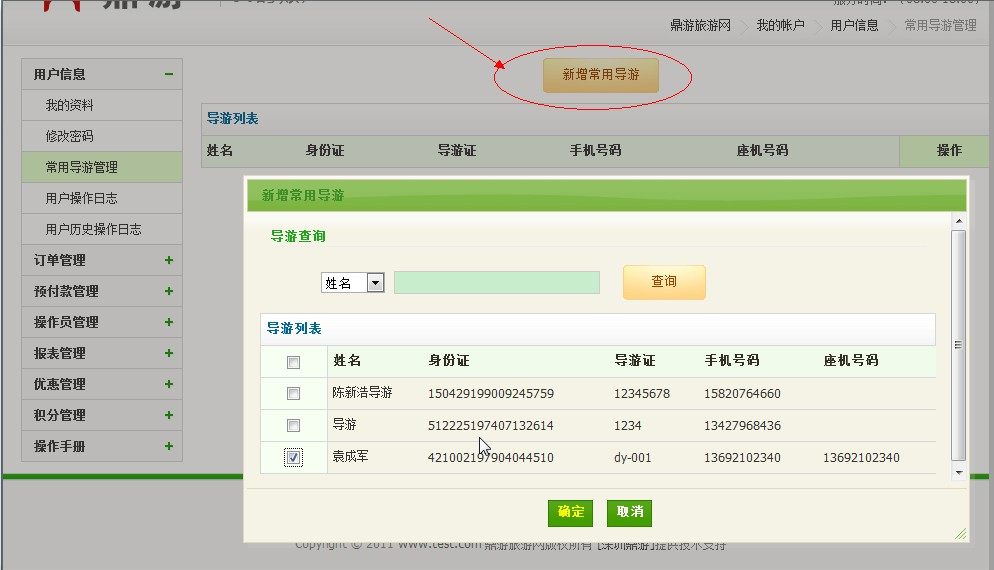 鼎游旅游网 我的帐户 用户信息 常用导游管理
用户信息
我的资料
修改密码
常用导游管理
用户操作日志
用户历史操作日志
订单管理
预付款管理
操作员管理
报表管理
优惠管理
积分管理
操作手册
新增常用导游
导游列表
姓名 身份证 导游证 手机号码 座机号码 操作
新增常用导游
导游查询
姓名 查询
导游列表
姓名 身份证 导游证 手机号码 座机号码
陈新浩导游 150429199009245759 12345678 15820764660
导游 512225197407132614 1234 13427968436
袁成军 421002197904044510 dy-001 13692102340 13692102340
确定 取消
Copyright © 2011 www.test.com 鼎游旅游网版权所有 [深圳鼎游]提供技术支持